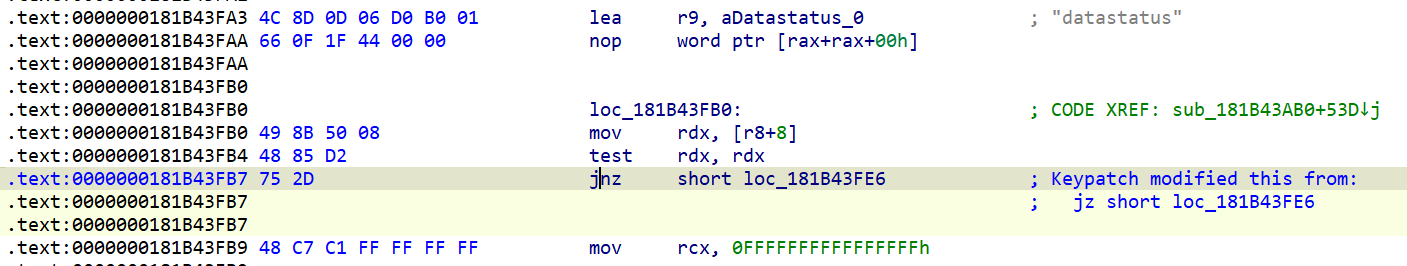 .text:0000000181B43FA3 4C 8D 0D 06 D0 B0 01 lea r9, aDatastatus_0 ; "datastatus"
.text:0000000181B43FAA 66 0F 1F 44 00 00 nop word ptr [rax+rax+00h]
.text:0000000181B43FAA
.text:0000000181B43FB0
.text:0000000181B43FB0 loc_181B43FB0: ; CODE XREF: sub_181B43AB0+53D↓j
.text:0000000181B43FB0 49 8B 50 08 mov rdx, [r8+8]
.text:0000000181B43FB4 48 85 D2 test rdx, rdx
.text:0000000181B43FB7 75 2D jnz short loc_181B43FE6 ; Keypatch modified this from:
.text:0000000181B43FB7 ; jz short loc_181B43FE6
.text:0000000181B43FB7
.text:0000000181B43FB9 48 C7 C1 FF FF FF FF mov rcx, 0FFFFFFFFFFFFFFFFh